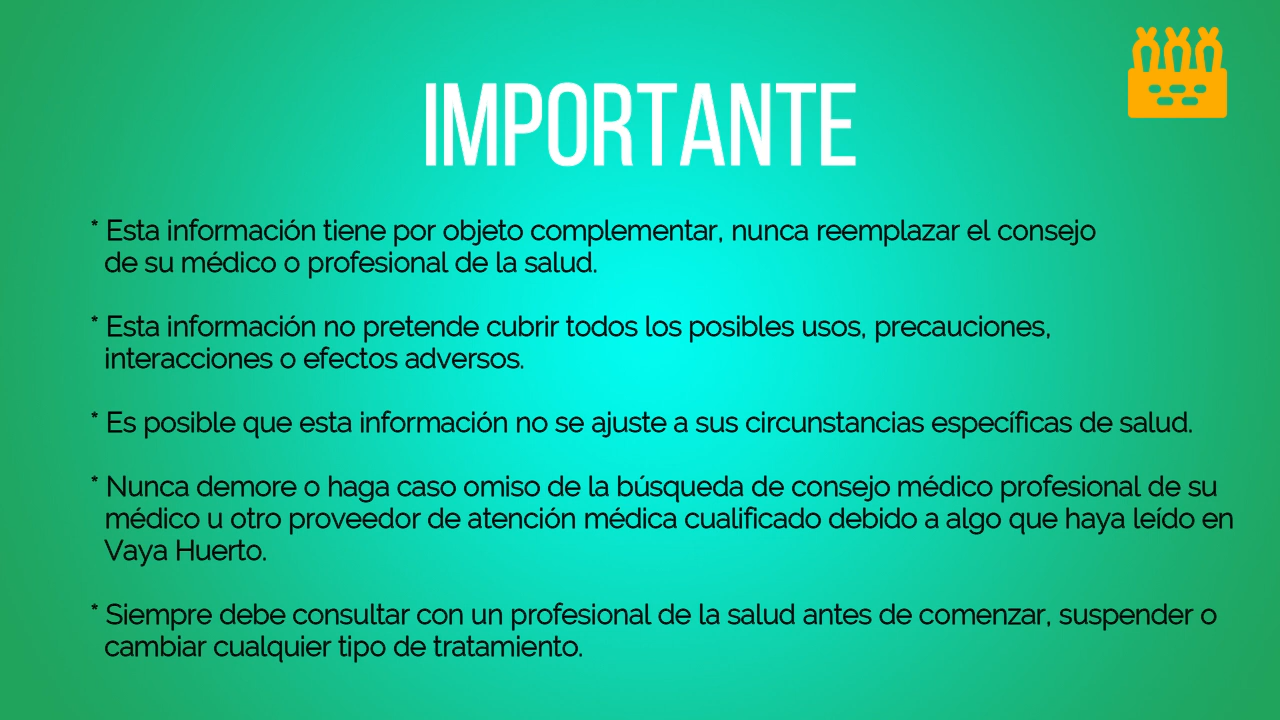 IMPORTANTE
* Esta información tiene por objeto complementar, nunca reemplazar el consejo
de su médico o profesional de la salud.
* Esta información no pretende cubrir todos los posibles usos, precauciones,
interacciones o efectos adversos.
* Es posible que esta información no se ajuste a sus circunstancias específicas de salud.
* Nunca demore o haga caso omiso de la búsqueda de consejo médico profesional de su
médico u otro proveedor de atención médica cualificado debido a algo que haya leído en
Vaya Huerto.
* Siempre debe consultar con un profesional de la salud antes de comenzar, suspender o
cambiar cualquier tipo de tratamiento.